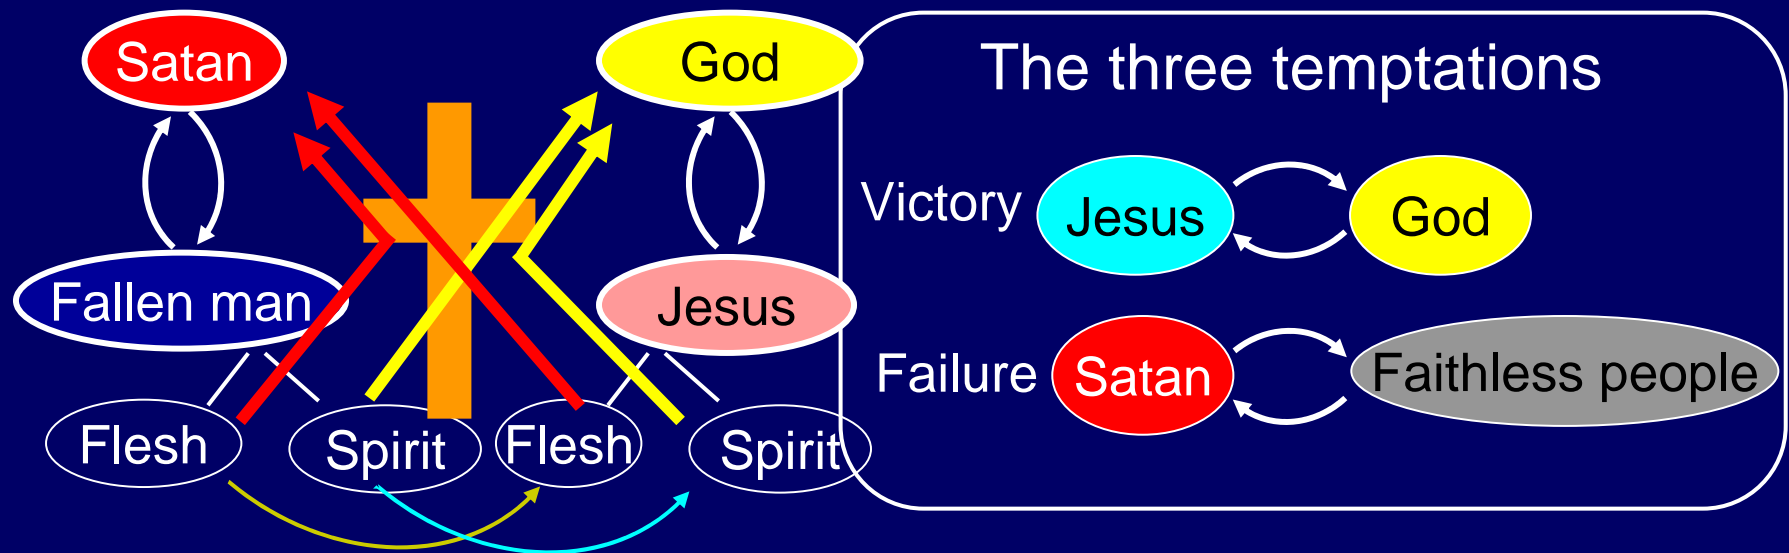 Satan
God
Fallen man
Jesus
Flesh
Spirit
Flesh
Spirit
The three temptations
Victory
Jesus
God
Failure
Satan
Faithless people